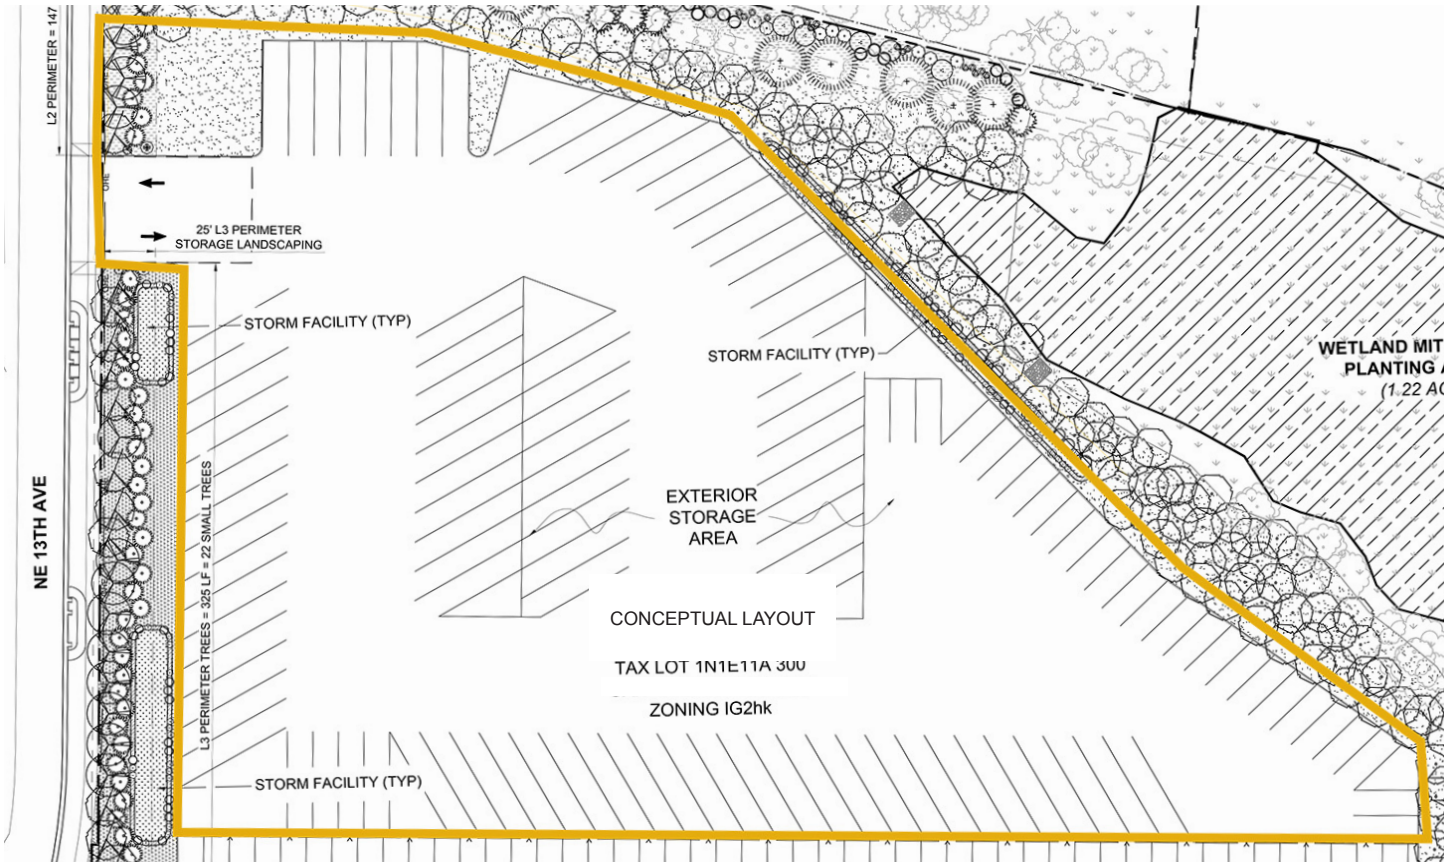 L2 PERIMETER = 147
25' L3 PERIMETER
STORAGE LANDSCAPING
STORM FACILITY (TYP)
STORM FACILITY (TYP)
WETLAND MIT
PLANTING A
(1.22 AC
NE 13TH AVE
L3 PERIMETER TREES = 325 LF = 22 SMALL TREES
EXTERIOR
STORAGE
AREA
CONCEPTUAL LAYOUT
TAX LOT 1N1E11A 300
ZONING IG2hk
STORM FACILITY (TYP)